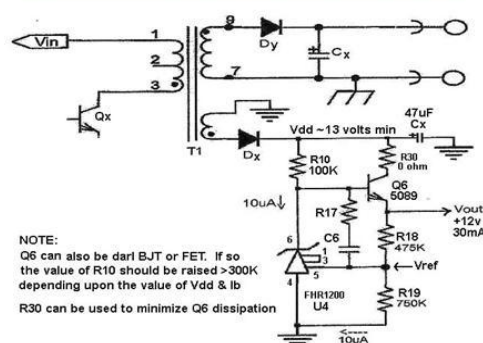 Vin
1
2
3
Qx
T1
9
7
Dy
Cx
Dx
Vdd ~13 volts min
47uF
Cx
R10
100K
R30
0 ohm
10uA
R17
Q6
5089
Vout
+12v
30mA
C6
R18
475K
6
1
3
5
4
Vref
FHR1200
U4
R19
750K
10uA
NOTE:
Q6 can also be darl BJT or FET. If so
the value of R10 should be raised >300K
depending upon the value of Vdd & Ib
R30 can be used to minimize Q6 dissipation